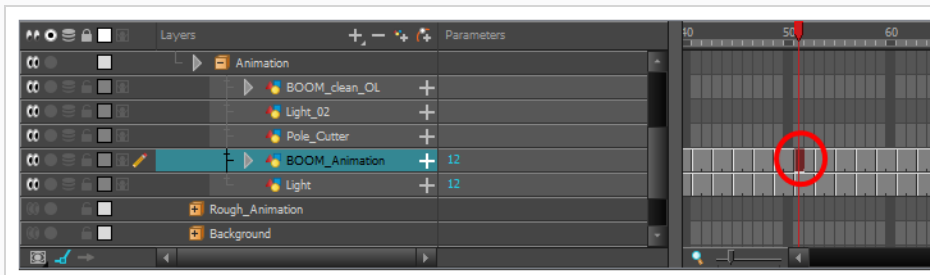 Layers Parameters 40 50 60
Animation
BOOM_clean_OL
Light_02
Pole_Cutter
BOOM_Animation 12
Light 12
Rough_Animation
Background